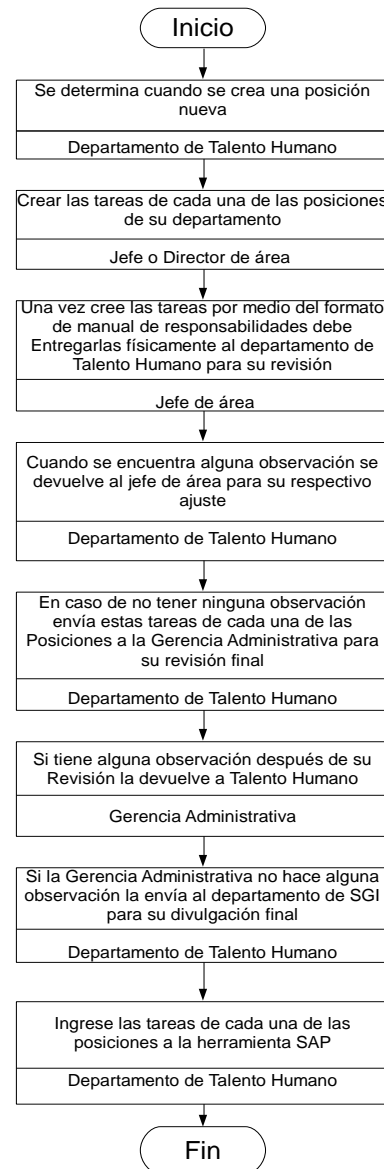 Inicio
Se determina cuando se crea una posición
nueva
Departamento de Talento Humano
Crear las tareas de cada una de las posiciones
de su departamento
Jefe o Director de área
Una vez cree las tareas por medio del formato
de manual de responsabilidades debe
Entregarlas físicamente al departamento de
Talento Humano para su revisión
Jefe de área
Cuando se encuentra alguna observación se
devuelve al jefe de área para su respectivo
ajuste
Departamento de Talento Humano
En caso de no tener ninguna observación
envía estas tareas de cada una de las
Posiciones a la Gerencia Administrativa para
su revisión final
Departamento de Talento Humano
Si tiene alguna observación después de su
Revisión la devuelve a Talento Humano
Gerencia Administrativa
Si la Gerencia Administrativa no hace alguna
observación la envía al departamento de SGI
para su divulgación final
Departamento de Talento Humano
Ingrese las tareas de cada una de las
posiciones a la herramienta SAP
Departamento de Talento Humano
Fin